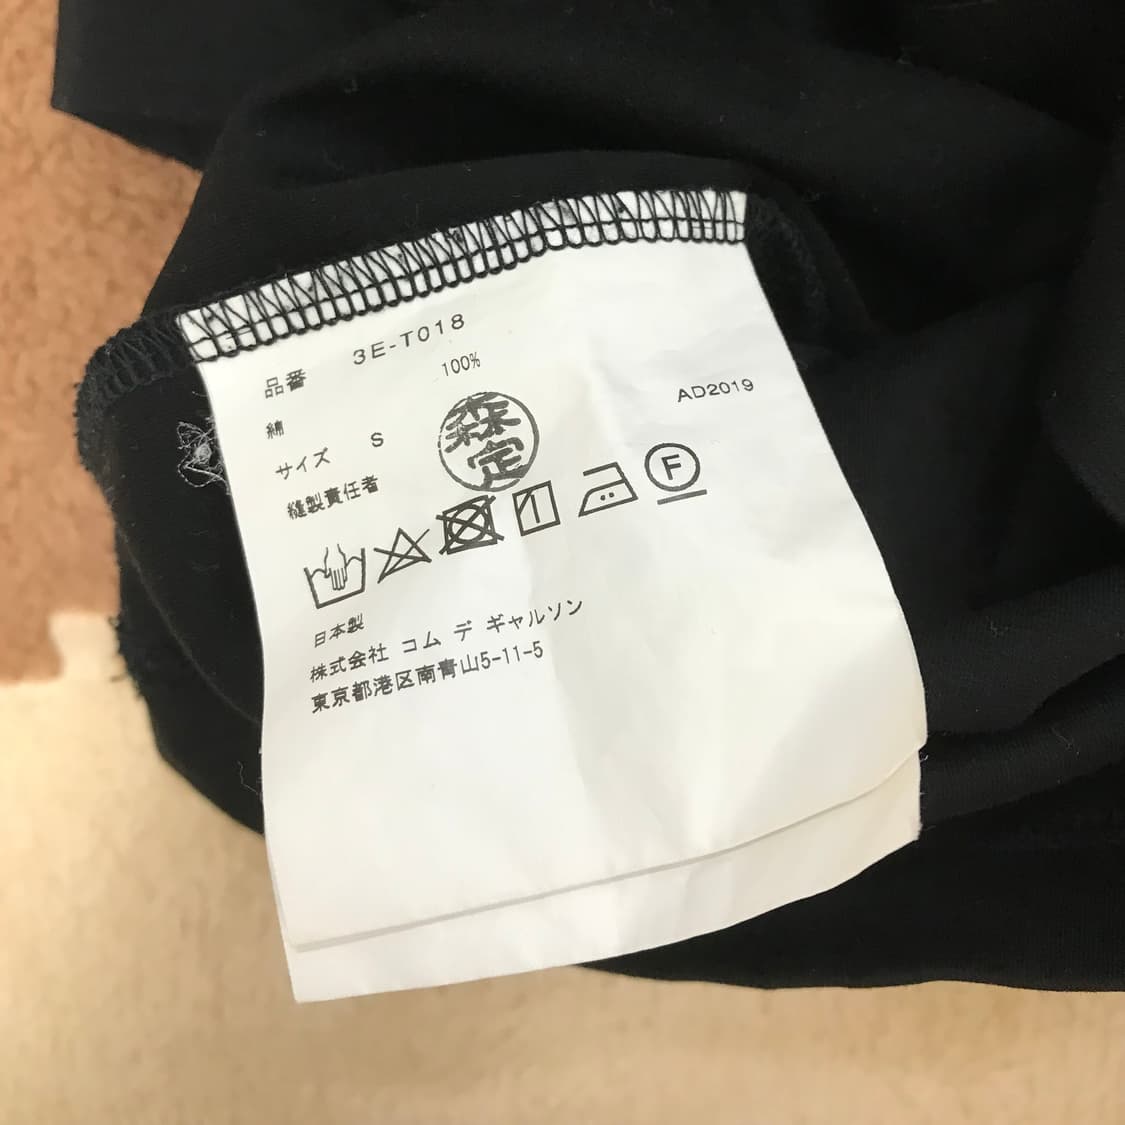 品番 3E-T018
綿 100%
AD2019
サイズ S
縫製責任者 森定
F
日本製
株式会社 コム デ ギャルソン
東京都港区南青山5-11-5